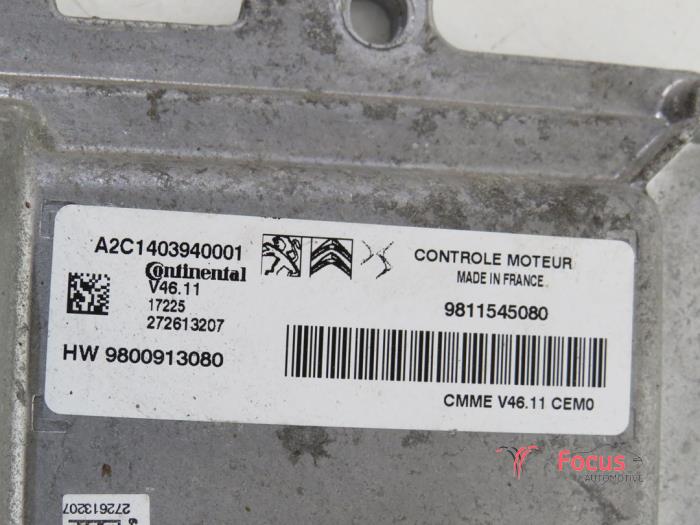 A2C1403940001
Continental
V46.11
17225
272613207
HW 9800913080
CONTROLE MOTEUR
MADE IN FRANCE
9811545080
CMME V46.11 CEM0
272613207
Focus
AUTOMOTIVE